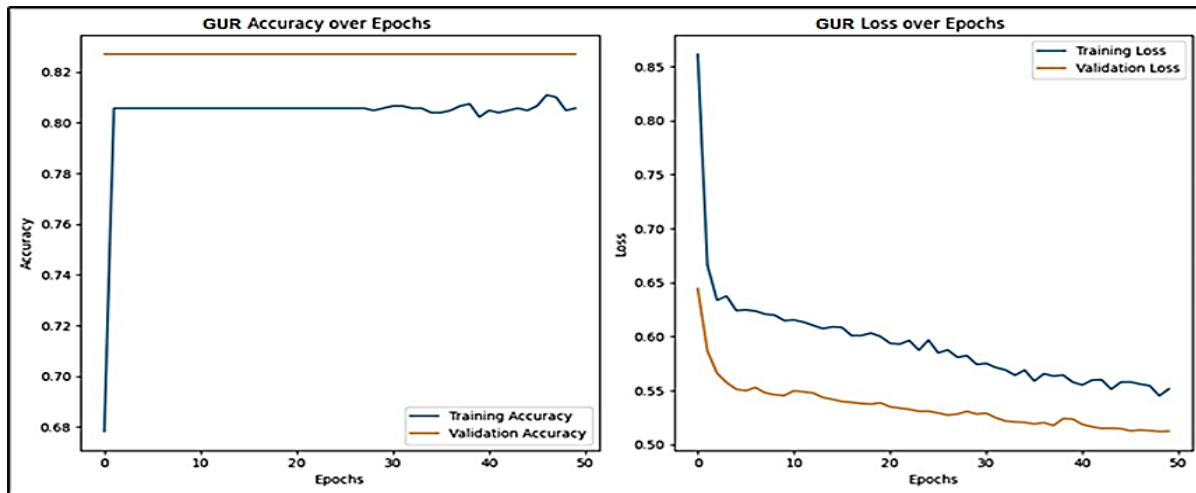 GUR Accuracy over Epochs
0.82
0.80
0.78
0.76
0.74
0.72
0.70
0.68
Accuracy
Training Accuracy
Validation Accuracy
0 10 20 30 40 50
Epochs
GUR Loss over Epochs
Training Loss
Validation Loss
0.85
0.80
0.75
0.70
0.65
0.60
0.55
0.50
Loss
0 10 20 30 40 50
Epochs